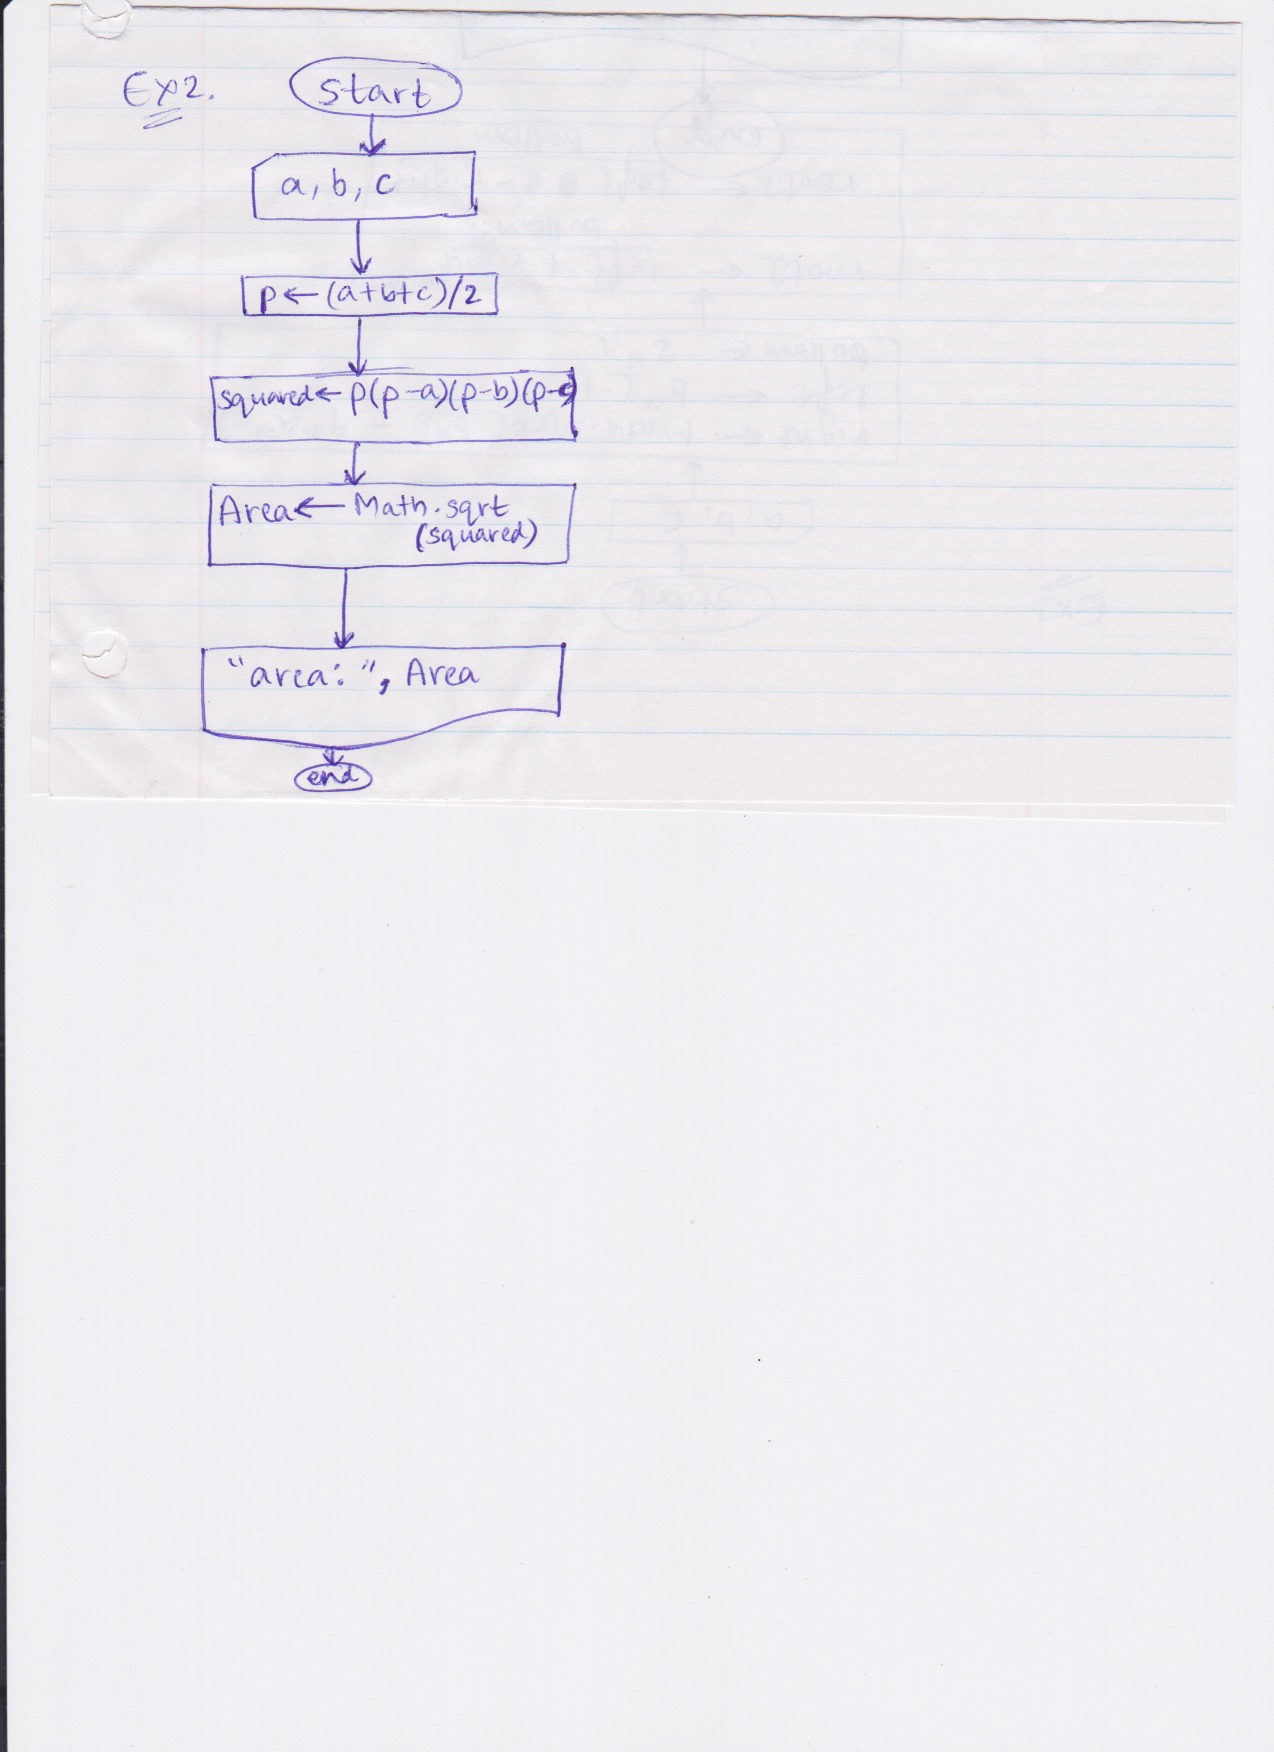 Ex2.
start
a, b, c
p ← (a+b+c)/2
squared ← p(p-a)(p-b)(p-c)
Area ← Math.sqrt
(squared)
"area: ", Area
end